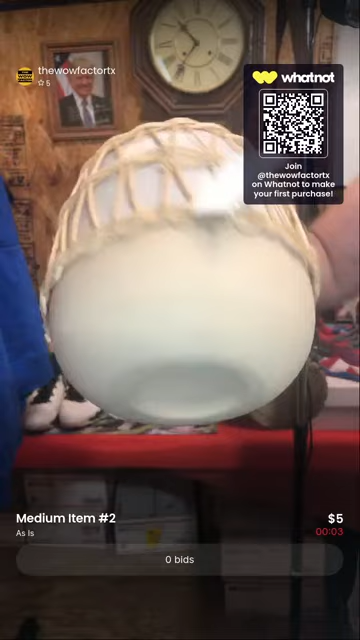 thewowfactortx
☆ 5
whatnot
Join
@thewowfactortx
on Whatnot to make
your first purchase!
Medium Item #2
$5
As Is
00:03
0 bids